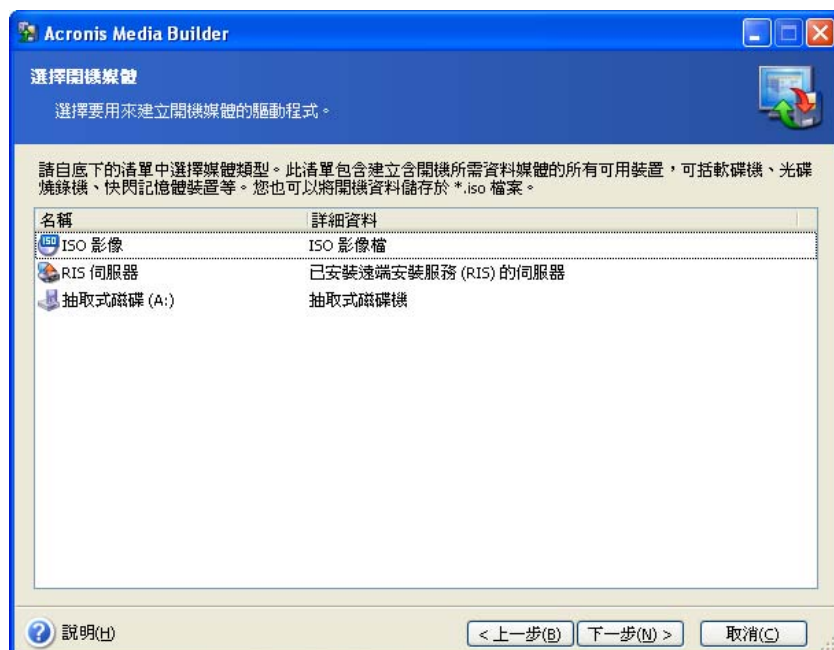 Acronis Media Builder
選擇開機媒體
選擇要用來建立開機媒體的驅動程式。
請自底下的清單中選擇媒體類型。此清單包含建立含開機所需資料媒體的所有可用裝置，可括軟碟機、光碟
燒錄機、快閃記憶體裝置等。您也可以將開機資料儲存於 *.iso 檔案。
名稱 詳細資料
ISO ISO 影像 ISO 影像檔
RIS 伺服器 已安裝遠端安裝服務 (RIS) 的伺服器
抽取式磁碟 (A:) 抽取式磁碟機
說明(H) < 上一步(B) 下一步(N) > 取消(C)